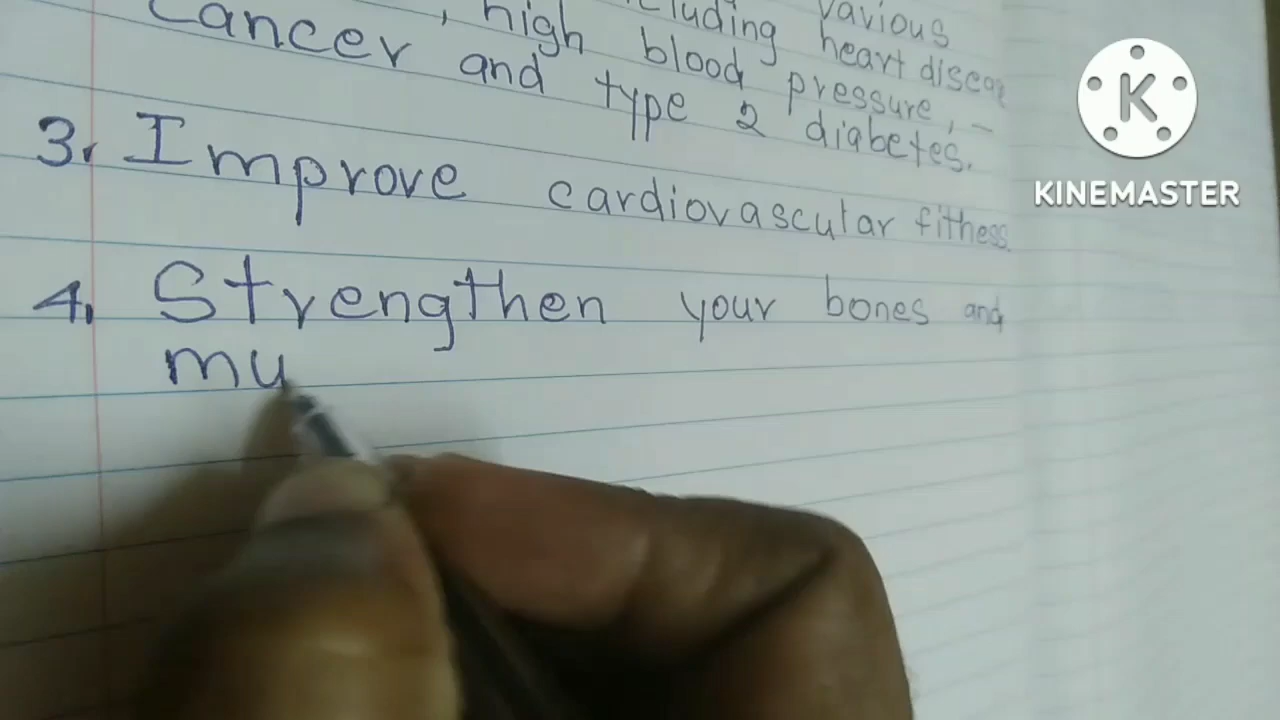 various
cancer, high blood pressure, -
heart disea
and type 2 diabetes.
3. Improve cardiovascular fitness.
4. Strengthen your bones and
mu
K
KINEMASTER